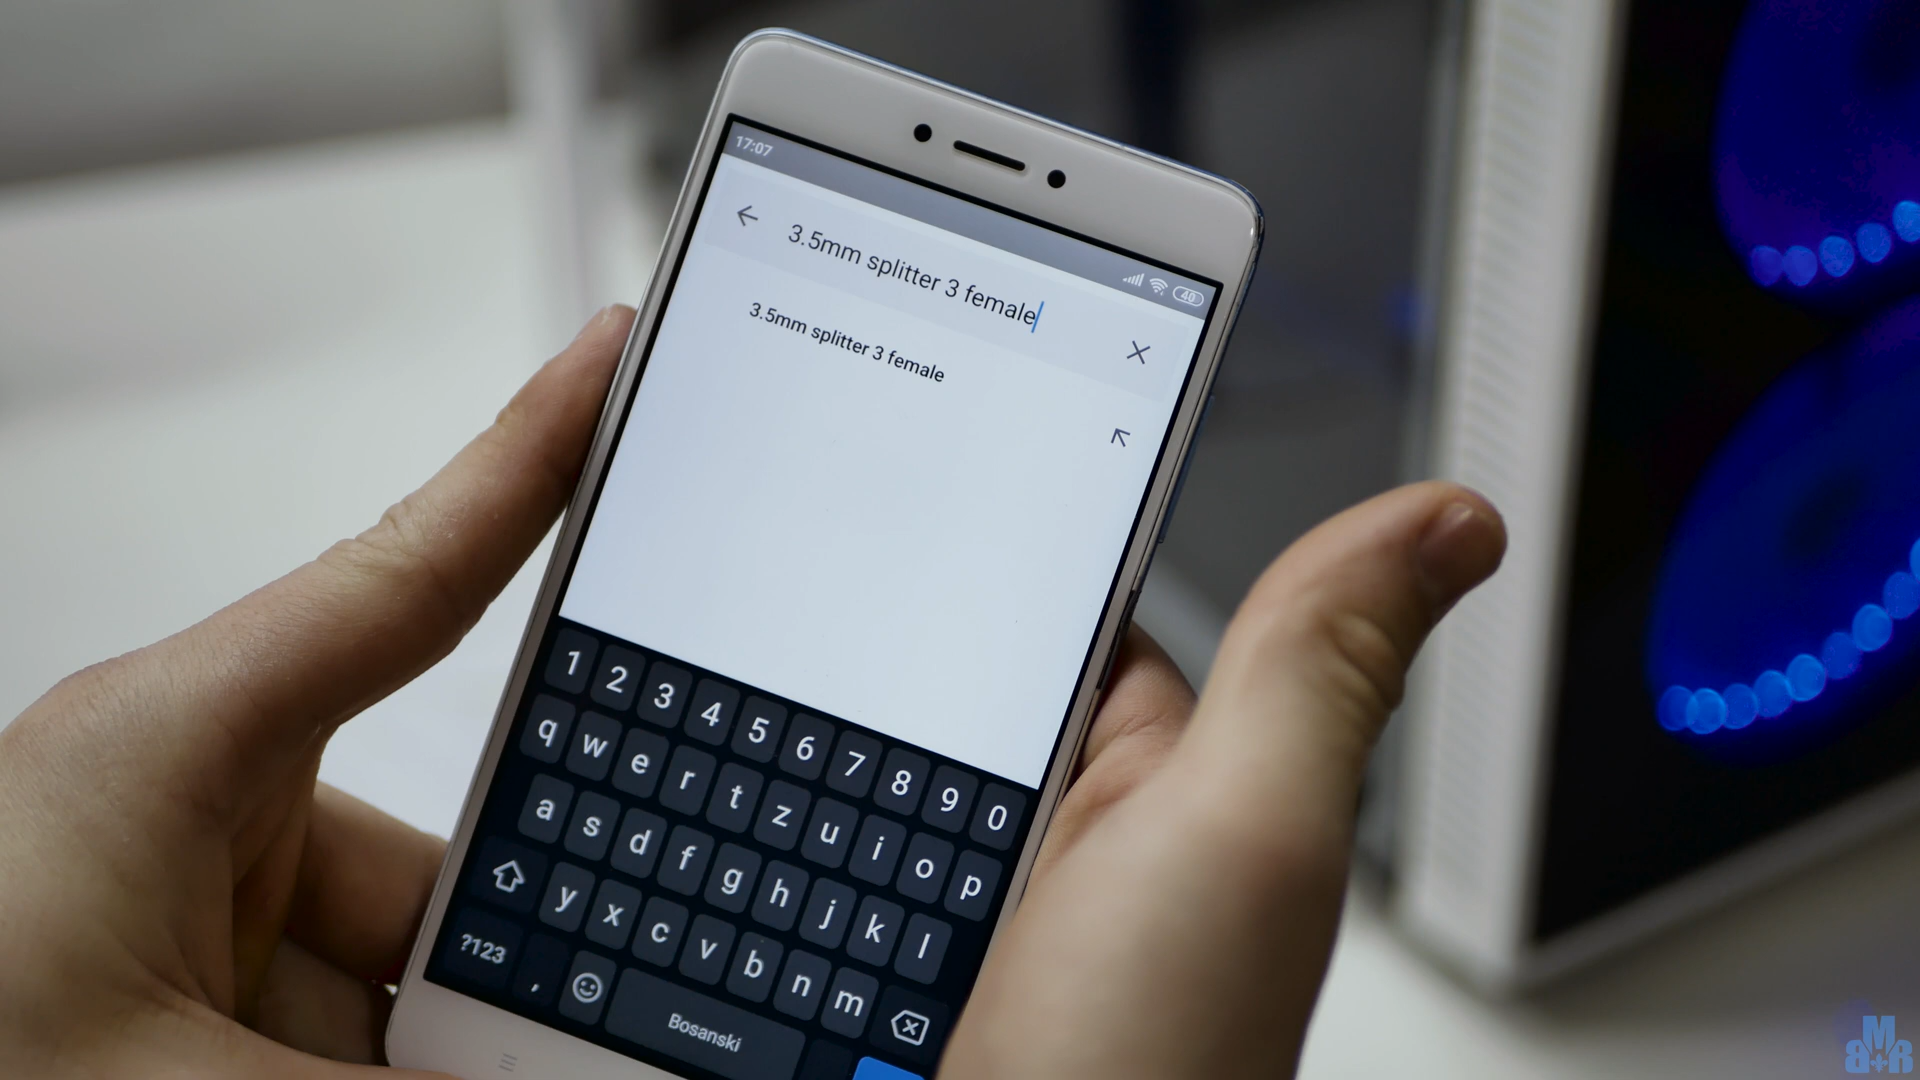 17:07
40
3.5mm splitter 3 female
3.5mm splitter 3 female
1 2 3 4 5 6 7 8 9 0
q w e r t z u i o p
a s d f g h j k l
y x c v b n m
?123 , Bosanski